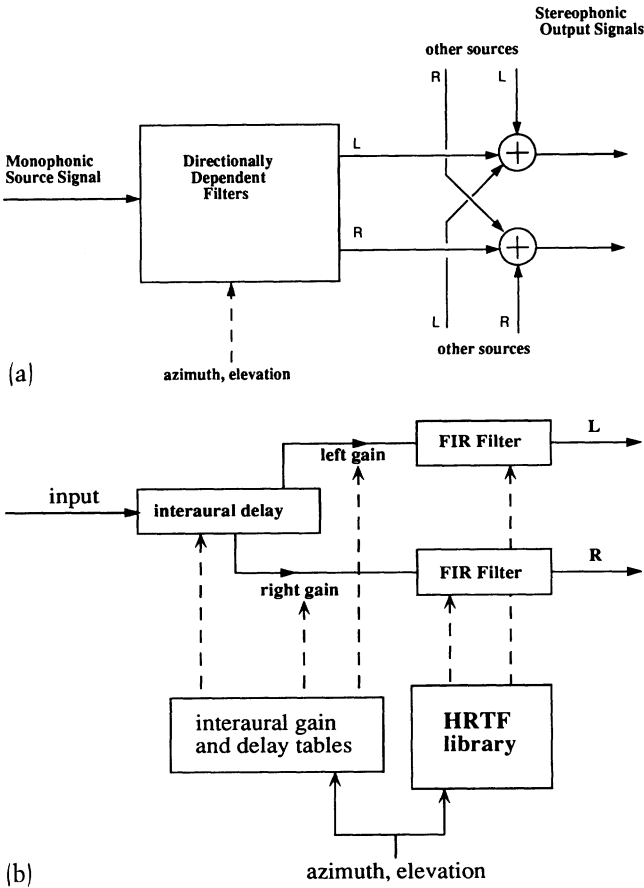 Stereophonic
Output Signals
other sources
R
L
Monophonic
Source Signal
Directionally
Dependent
Filters
L
R
L
R
other sources
azimuth, elevation
(a)
left gain
FIR Filter
L
input
interaural delay
right gain
FIR Filter
R
interaural gain
and delay tables
HRTF
library
azimuth, elevation
(b)